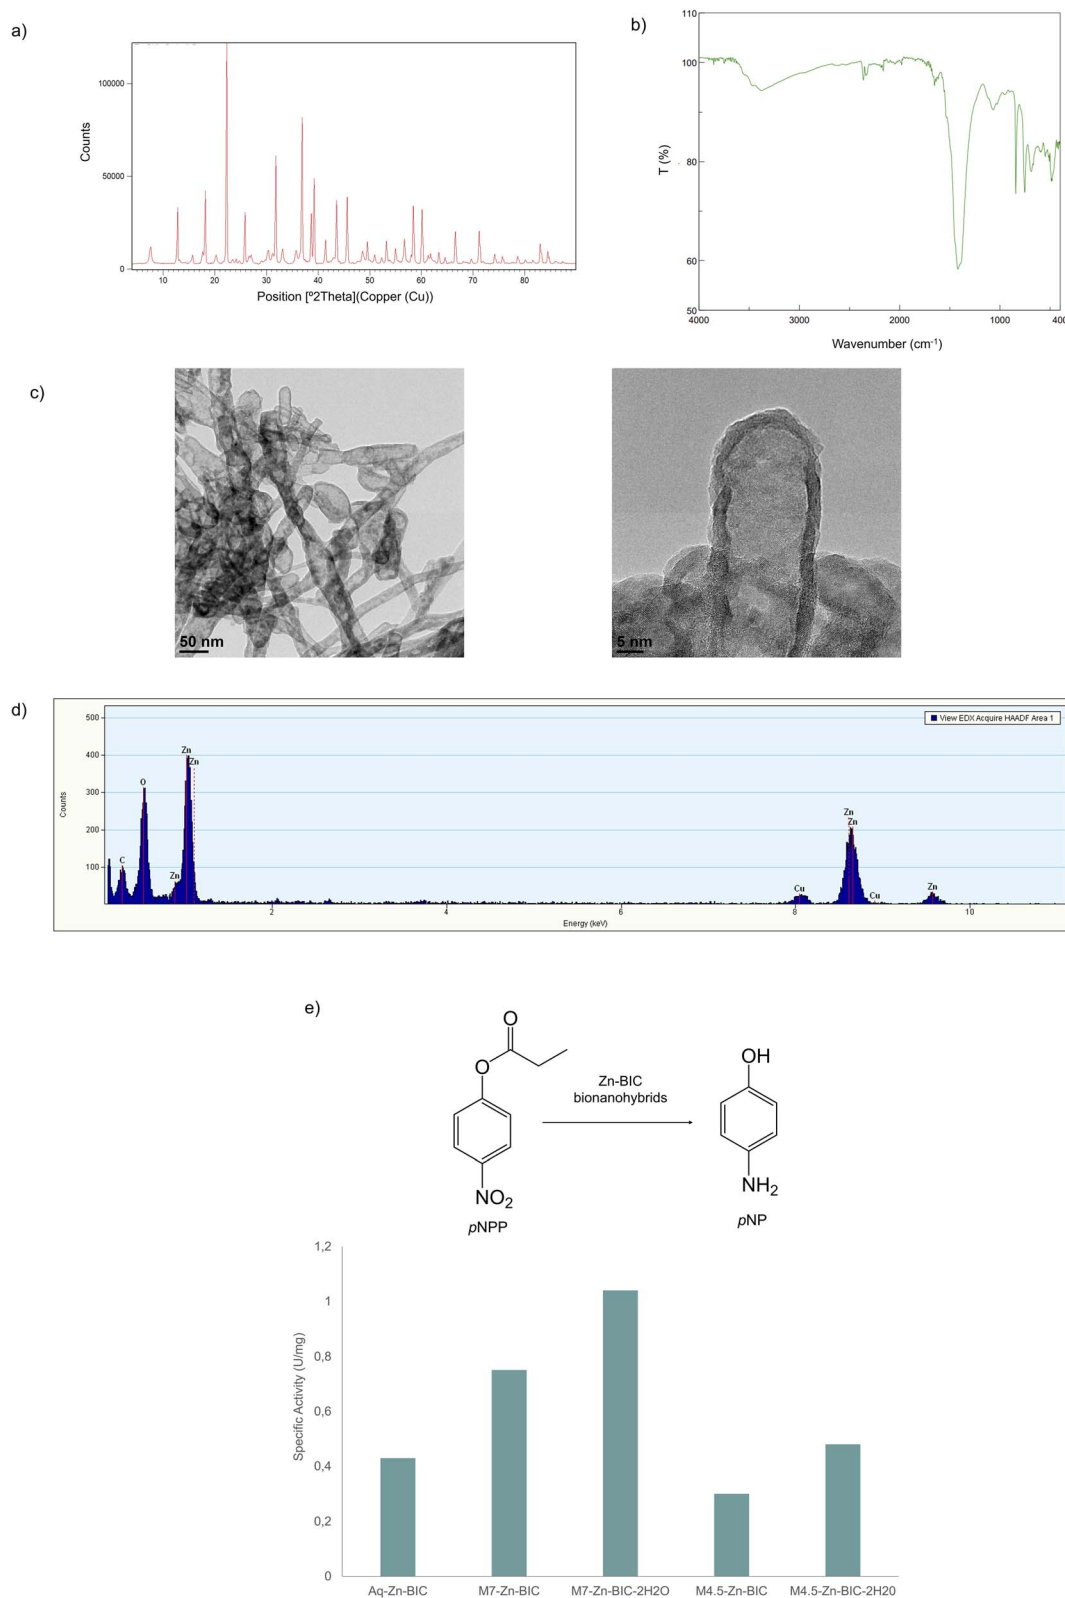 a)
Counts
100000
50000
0
10 20 30 40 50 60 70 80
Position [º2Theta](Copper (Cu))
b)
T (%)
110
100
80
60
50
4000 3000 2000 1000 400
Wavenumber (cm-1)
c)
50 nm
5 nm
d)
View EDX Acquire HAADF Area 1
Counts
500
400
300
200
100
C
O
Zn
Zn
Zn
Cu
Zn
Zn
Cu
Zn
2 4 6 8 10
Energy (keV)
e)
O
O
NO2
pNPP
Zn-BIC
bionanohybrids
OH
NH2
pNP
Specific Activity (U/mg)
1,2
1
0,8
0,6
0,4
0,2
0
Aq-Zn-BIC M7-Zn-BIC M7-Zn-BIC-2H2O M4.5-Zn-BIC M4.5-Zn-BIC-2H20